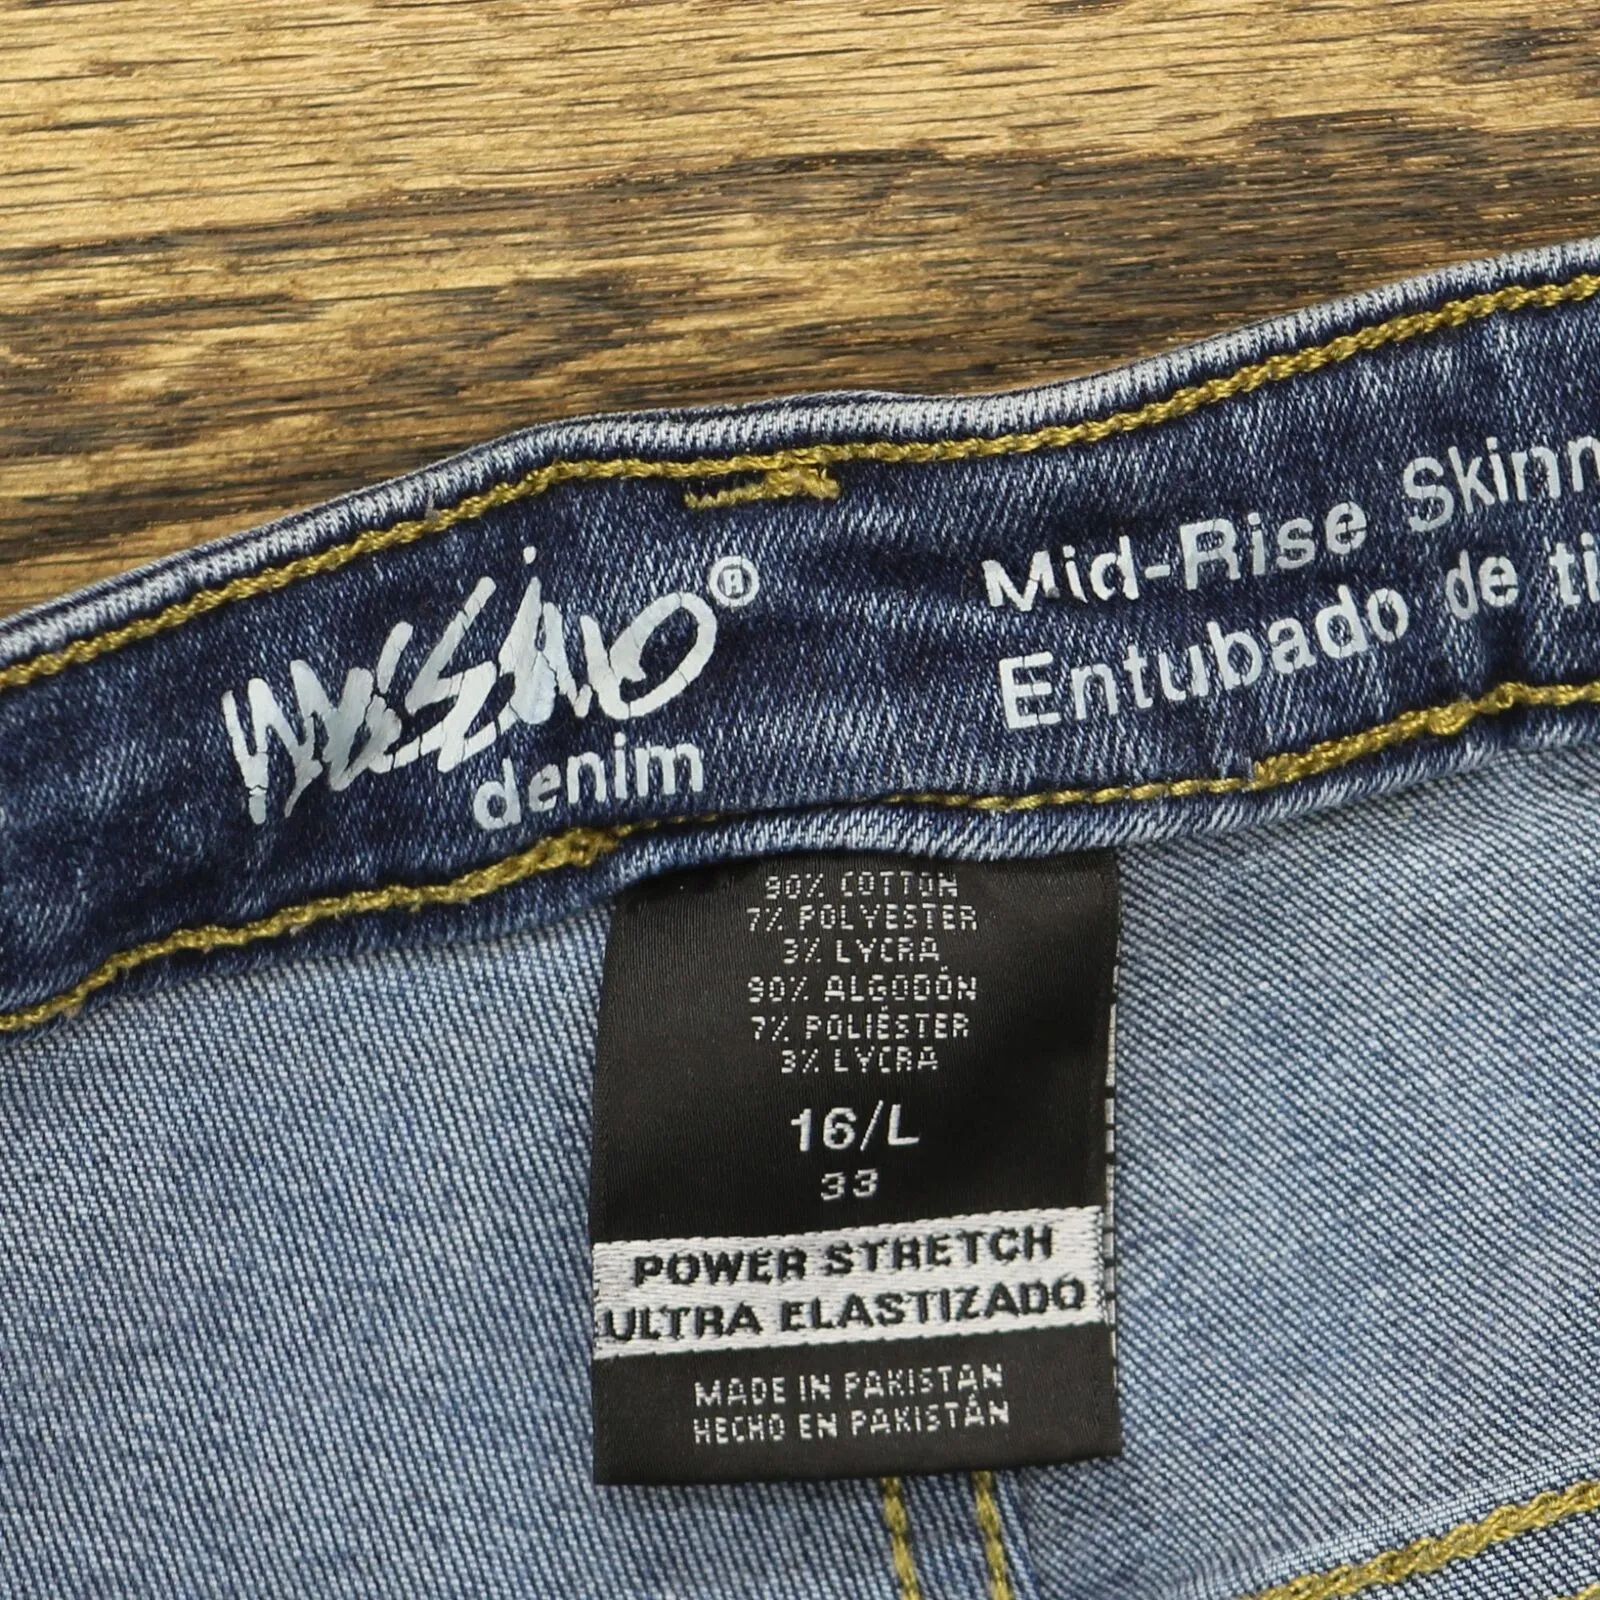 MOSSIMO®
denim
Mid-Rise Skinn
Entubado de ti
90% COTTON
7% POLYESTER
3% LYCRA
90% ALGODÓN
7% POLIÉSTER
3% LYCRA
16/L
33
POWER STRETCH
ULTRA ELASTIZADO
MADE IN PAKISTAN
HECHO EN PAKISTÁN